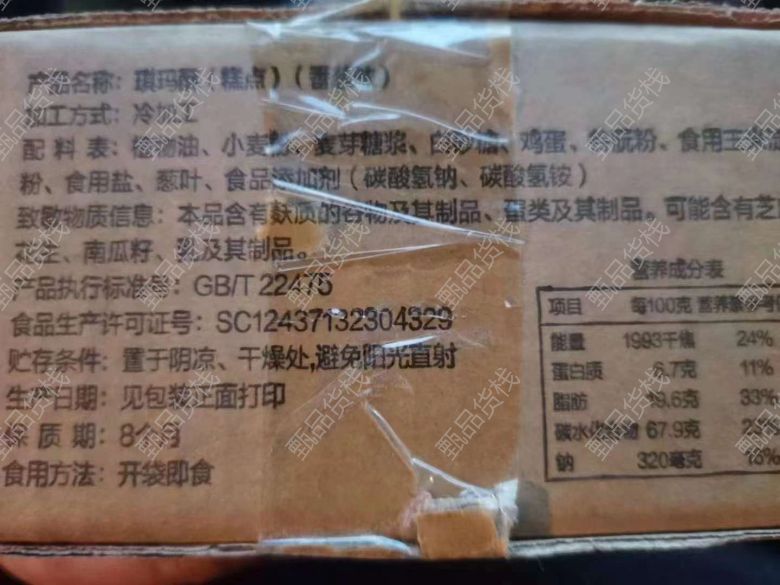 产品名称：琪玛酥（糕点）（香葱味）
加工方式：冷加工
配 料 表：植物油、小麦粉、麦芽糖浆、白砂糖、鸡蛋、谷朊粉、食用玉米淀
粉、食用盐、葱叶、食品添加剂（碳酸氢钠、碳酸氢铵）
致敏物质信息：本品含有麸质的谷物及其制品、蛋类及其制品。可能含有芝
花生、南瓜籽、乳及其制品。
产品执行标准号：GB/T 22475
食品生产许可证号：SC12437132304329
贮存条件：置于阴凉、干燥处,避免阳光直射
生产日期：见包装正面打印
保 质 期：8个月
食用方法：开袋即食
营养成分表
项目 每100克 营养素
能量 1993千焦 24%
蛋白质 6.7克 11%
脂肪 19.6克 33%
碳水化合物 67.9克
钠 320毫克 16%
甄品货栈